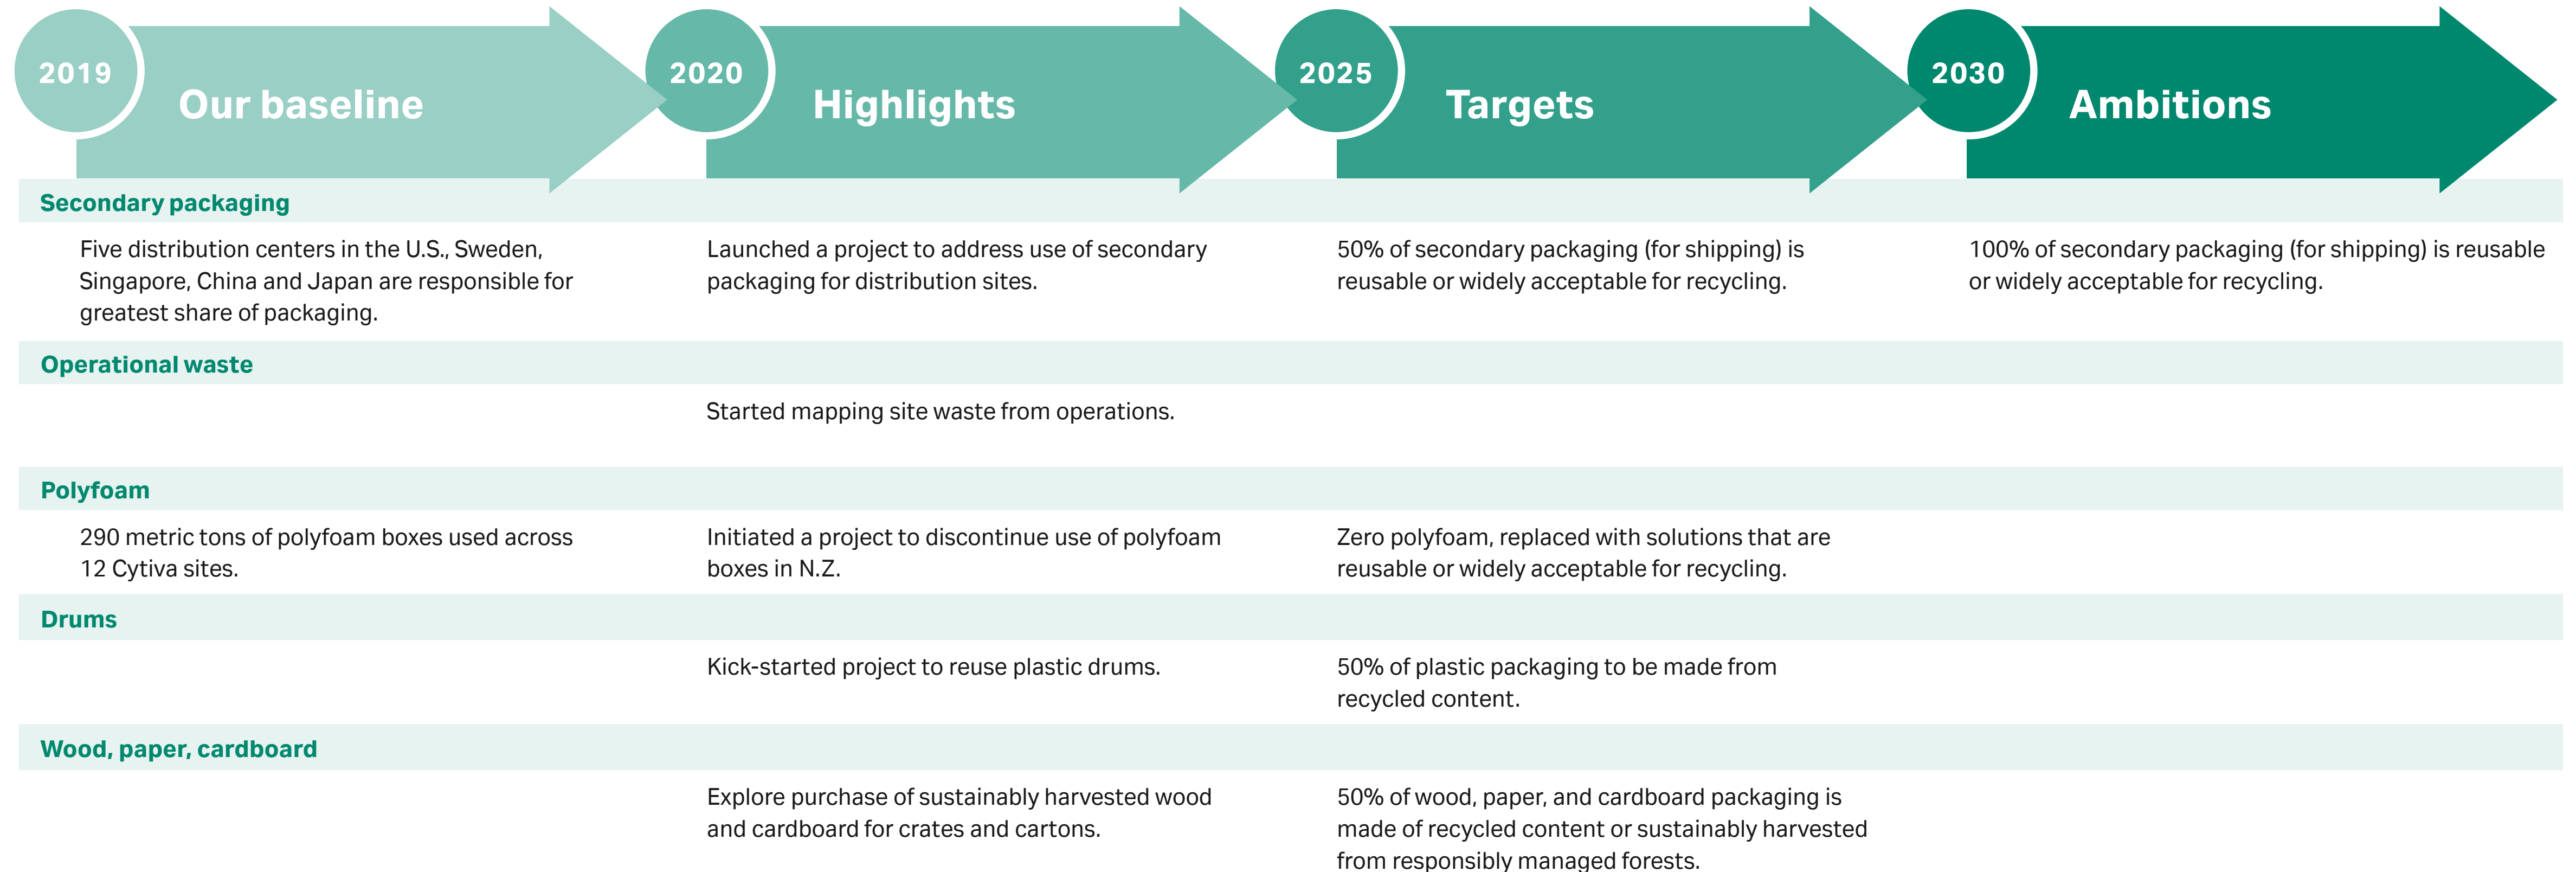 2019
Our baseline
2020
Highlights
2025
Targets
2030
Ambitions
Secondary packaging
Five distribution centers in the U.S., Sweden,
Singapore, China and Japan are responsible for
greatest share of packaging.
Launched a project to address use of secondary
packaging for distribution sites.
50% of secondary packaging (for shipping) is
reusable or widely acceptable for recycling.
100% of secondary packaging (for shipping) is reusable
or widely acceptable for recycling.
Operational waste
Started mapping site waste from operations.
Polyfoam
290 metric tons of polyfoam boxes used across
12 Cytiva sites.
Initiated a project to discontinue use of polyfoam
boxes in N.Z.
Zero polyfoam, replaced with solutions that are
reusable or widely acceptable for recycling.
Drums
Kick-started project to reuse plastic drums.
50% of plastic packaging to be made from
recycled content.
Wood, paper, cardboard
Explore purchase of sustainably harvested wood
and cardboard for crates and cartons.
50% of wood, paper, and cardboard packaging is
made of recycled content or sustainably harvested
from responsibly managed forests.